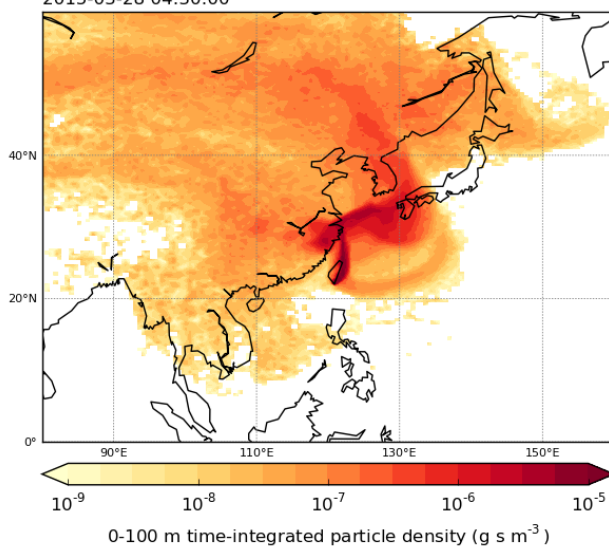 40°N
20°N
0°
90°E
110°E
130°E
150°E
10⁻⁹
10⁻⁸
10⁻⁷
10⁻⁶
10⁻⁵
0-100 m time-integrated particle density (g s m⁻³)